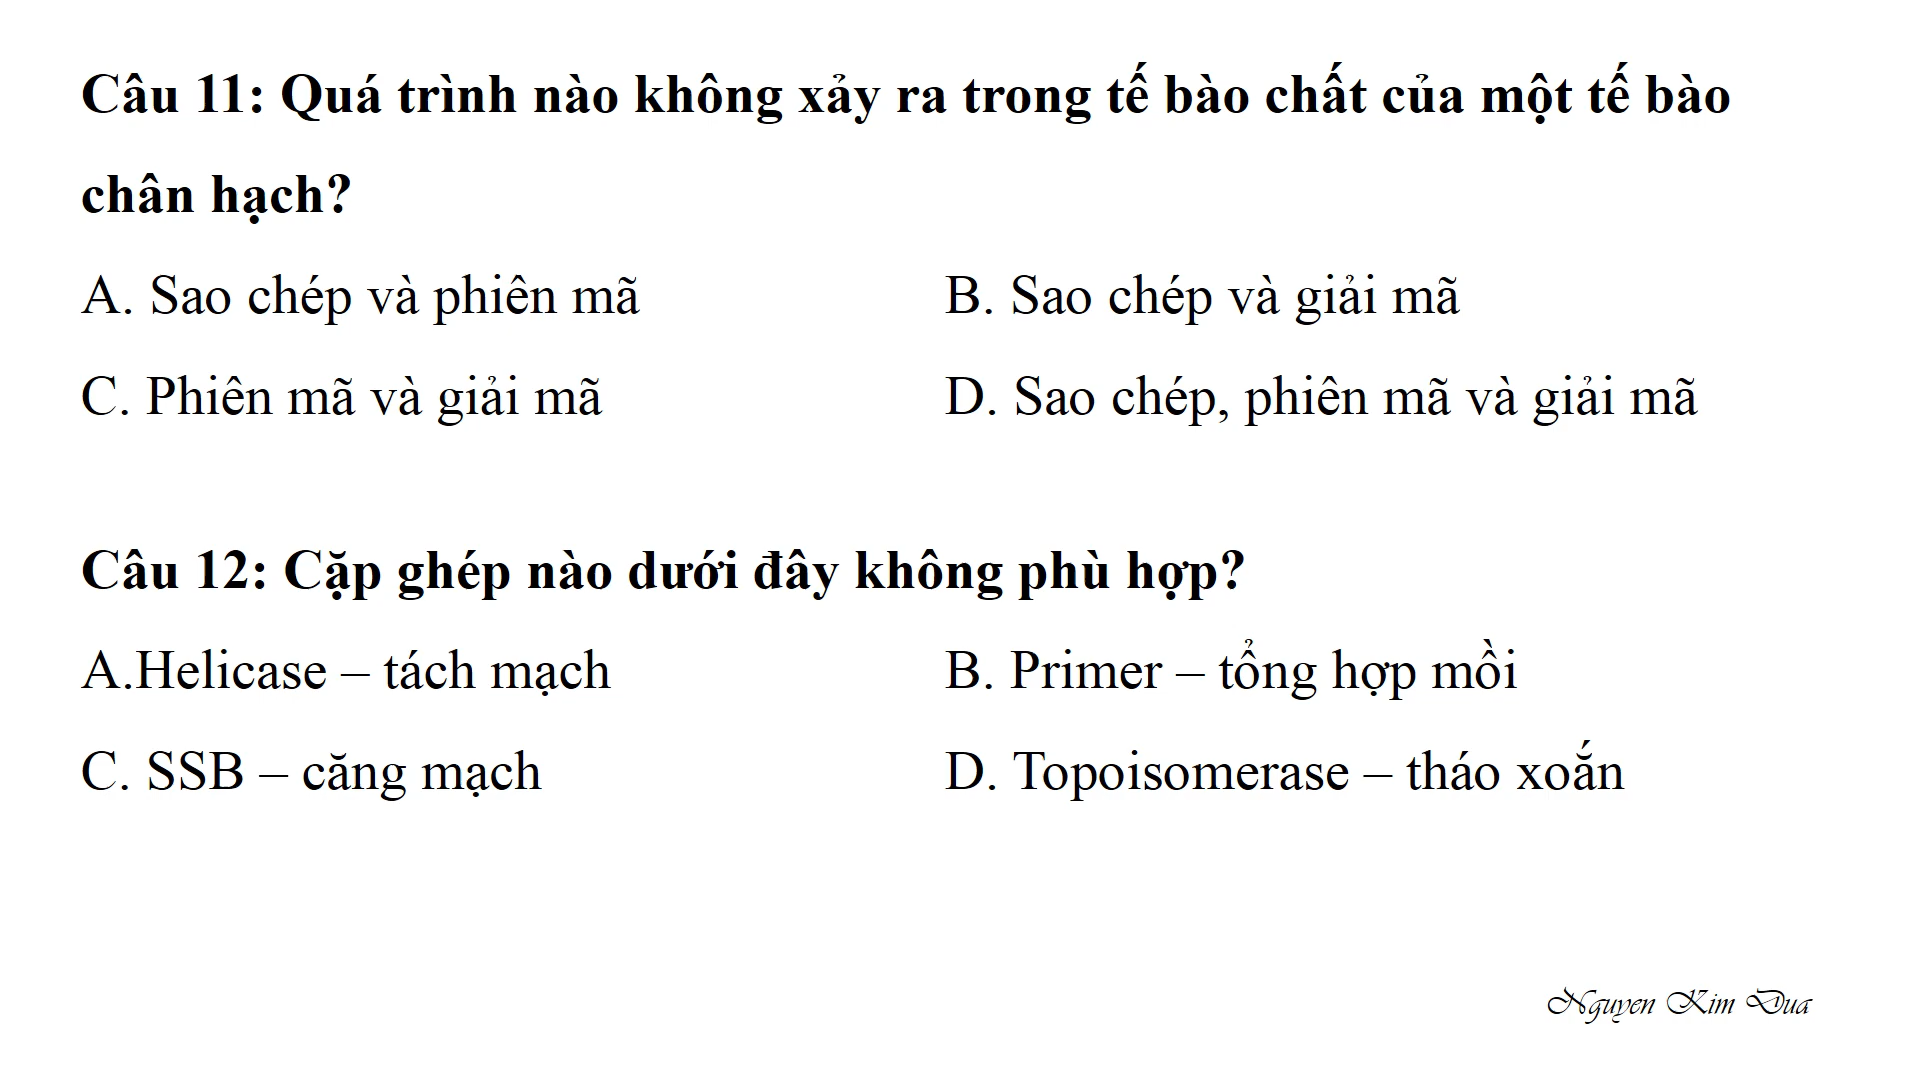 Câu 11: Quá trình nào không xảy ra trong tế bào chất của một tế bào
chân hạch?
A. Sao chép và phiên mã B. Sao chép và giải mã
C. Phiên mã và giải mã D. Sao chép, phiên mã và giải mã
Câu 12: Cặp ghép nào dưới đây không phù hợp?
A.Helicase – tách mạch B. Primer – tổng hợp mồi
C. SSB – căng mạch D. Topoisomerase – tháo xoắn
Nguyen Kim Dua